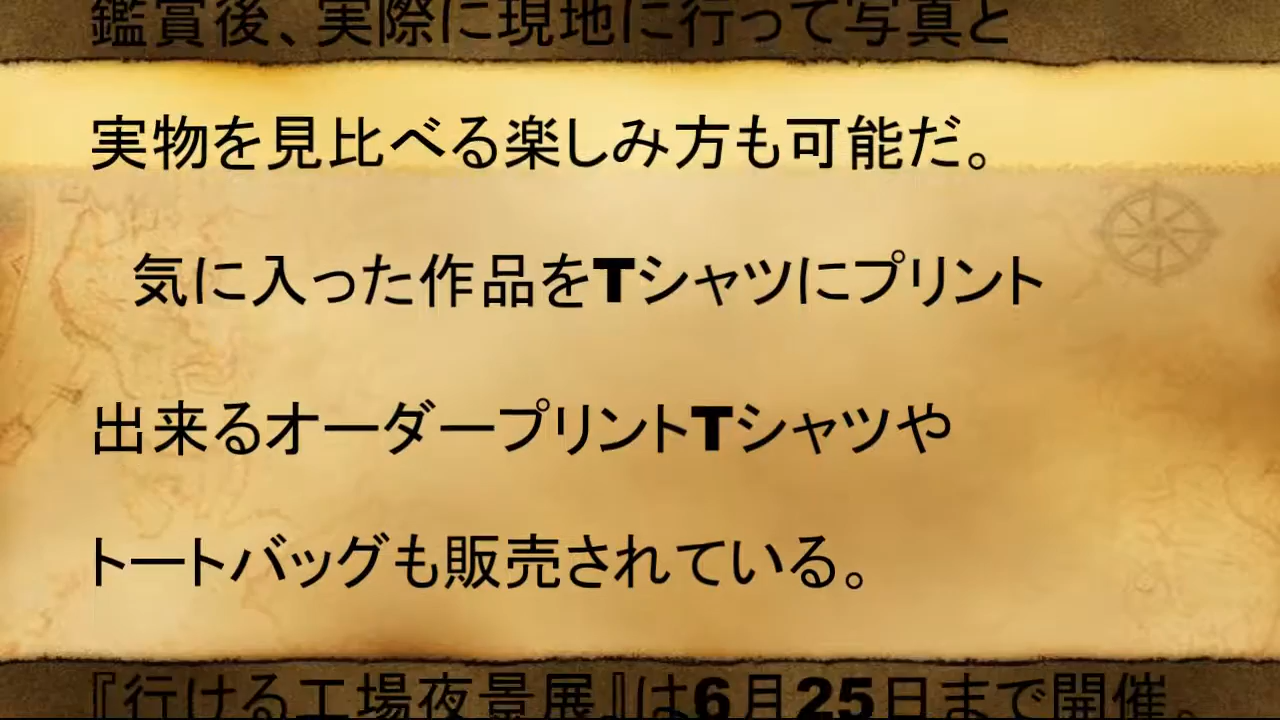 鑑賞後、実際に現地に行って写真と
実物を見比べる楽しみ方も可能だ。
気に入った作品をTシャツにプリント
出来るオーダープリントTシャツや
トートバッグも販売されている。
『行ける工場夜景展』は6月25日まで開催。